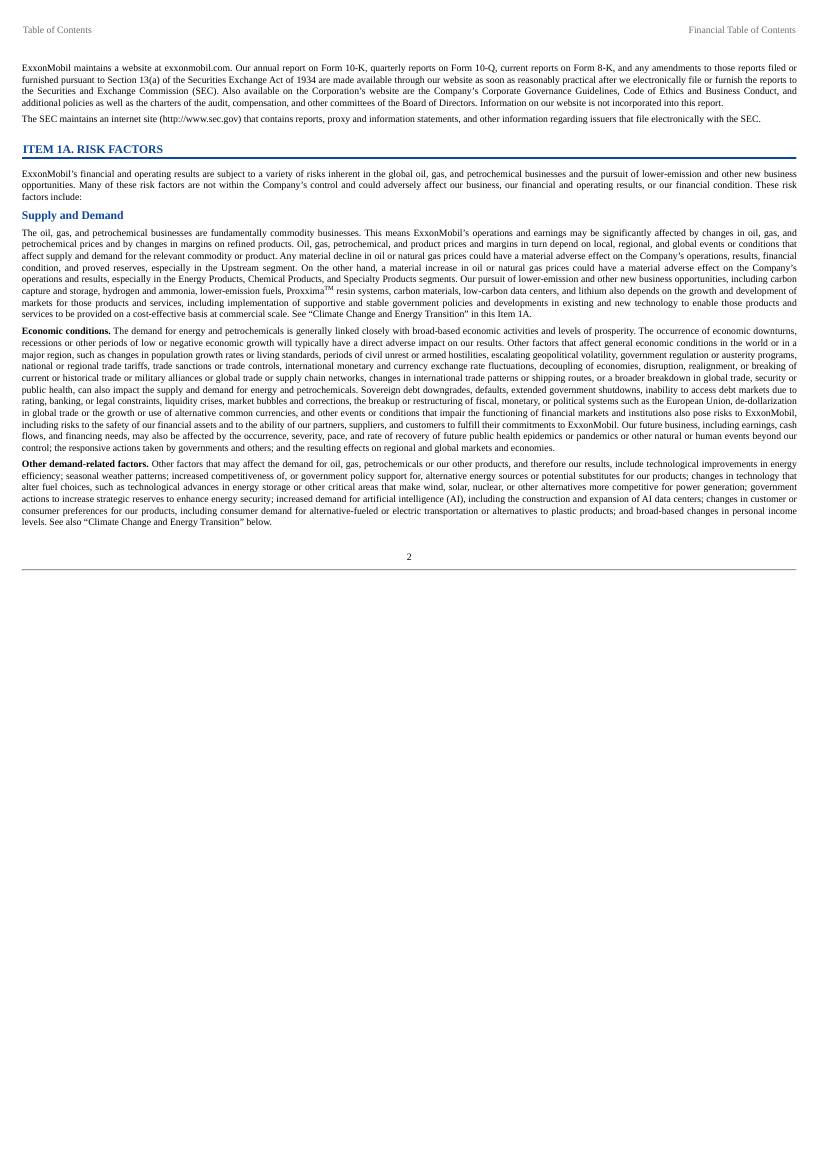 Table of Contents
Financial Table of Contents
ExxonMobil maintains a website at exxonmobil.com. Our annual report on Form 10-K, quarterly reports on Form 10-Q, current reports on Form 8-K, and any amendments to those reports filed or
furnished pursuant to Section 13(a) of the Securities Exchange Act of 1934 are made available through our website as soon as reasonably practical after we electronically file or furnish the reports to
the Securities and Exchange Commission (SEC). Also available on the Corporation’s website are the Company’s Corporate Governance Guidelines, Code of Ethics and Business Conduct, and
additional policies as well as the charters of the audit, compensation, and other committees of the Board of Directors. Information on our website is not incorporated into this report.
The SEC maintains an internet site (http://www.sec.gov) that contains reports, proxy and information statements, and other information regarding issuers that file electronically with the SEC.
ITEM 1A. RISK FACTORS
ExxonMobil’s financial and operating results are subject to a variety of risks inherent in the global oil, gas, and petrochemical businesses and the pursuit of lower-emission and other new business
opportunities. Many of these risk factors are not within the Company’s control and could adversely affect our business, our financial and operating results, or our financial condition. These risk
factors include:
Supply and Demand
The oil, gas, and petrochemical businesses are fundamentally commodity businesses. This means ExxonMobil’s operations and earnings may be significantly affected by changes in oil, gas, and
petrochemical prices and by changes in margins on refined products. Oil, gas, petrochemical, and product prices and margins in turn depend on local, regional, and global events or conditions that
affect supply and demand for the relevant commodity or product. Any material decline in oil or natural gas prices could have a material adverse effect on the Company’s operations, results, financial
condition, and proved reserves, especially in the Upstream segment. On the other hand, a material increase in oil or natural gas prices could have a material adverse effect on the Company’s
operations and results, especially in the Energy Products, Chemical Products, and Specialty Products segments. Our pursuit of lower-emission and other new business opportunities, including carbon
capture and storage, hydrogen and ammonia, lower-emission fuels, Proxxima™ resin systems, carbon materials, low-carbon data centers, and lithium also depends on the growth and development of
markets for those products and services, including implementation of supportive and stable government policies and developments in existing and new technology to enable those products and
services to be provided on a cost-effective basis at commercial scale. See “Climate Change and Energy Transition” in this Item 1A.
Economic conditions. The demand for energy and petrochemicals is generally linked closely with broad-based economic activities and levels of prosperity. The occurrence of economic downturns,
recessions or other periods of low or negative economic growth will typically have a direct adverse impact on our results. Other factors that affect general economic conditions in the world or in a
major region, such as changes in population growth rates or living standards, periods of civil unrest or armed hostilities, escalating geopolitical volatility, government regulation or austerity programs,
national or regional trade tariffs, trade sanctions or trade controls, international monetary and currency exchange rate fluctuations, decoupling of economies, disruption, realignment, or breaking of
current or historical trade or military alliances or global trade or supply chain networks, changes in international trade patterns or shipping routes, or a broader breakdown in global trade, security or
public health, can also impact the supply and demand for energy and petrochemicals. Sovereign debt downgrades, defaults, extended government shutdowns, inability to access debt markets due to
rating, banking, or legal constraints, liquidity crises, market bubbles and corrections, the breakup or restructuring of fiscal, monetary, or political systems such as the European Union, de-dollarization
in global trade or the growth or use of alternative common currencies, and other events or conditions that impair the functioning of financial markets and institutions also pose risks to ExxonMobil,
including risks to the safety of our financial assets and to the ability of our partners, suppliers, and customers to fulfill their commitments to ExxonMobil. Our future business, including earnings, cash
flows, and financing needs, may also be affected by the occurrence, severity, pace, and rate of recovery of future public health epidemics or pandemics or other natural or human events beyond our
control; the responsive actions taken by governments and others; and the resulting effects on regional and global markets and economies.
Other demand-related factors. Other factors that may affect the demand for oil, gas, petrochemicals or our other products, and therefore our results, include technological improvements in energy
efficiency; seasonal weather patterns; increased competitiveness of, or government policy support for, alternative energy sources or potential substitutes for our products; changes in technology that
alter fuel choices, such as technological advances in energy storage or other critical areas that make wind, solar, nuclear, or other alternatives more competitive for power generation; government
actions to increase strategic reserves to enhance energy security; increased demand for artificial intelligence (AI), including the construction and expansion of AI data centers; changes in customer or
consumer preferences for our products, including consumer demand for alternative-fueled or electric transportation or alternatives to plastic products; and broad-based changes in personal income
levels. See also “Climate Change and Energy Transition” below.
2